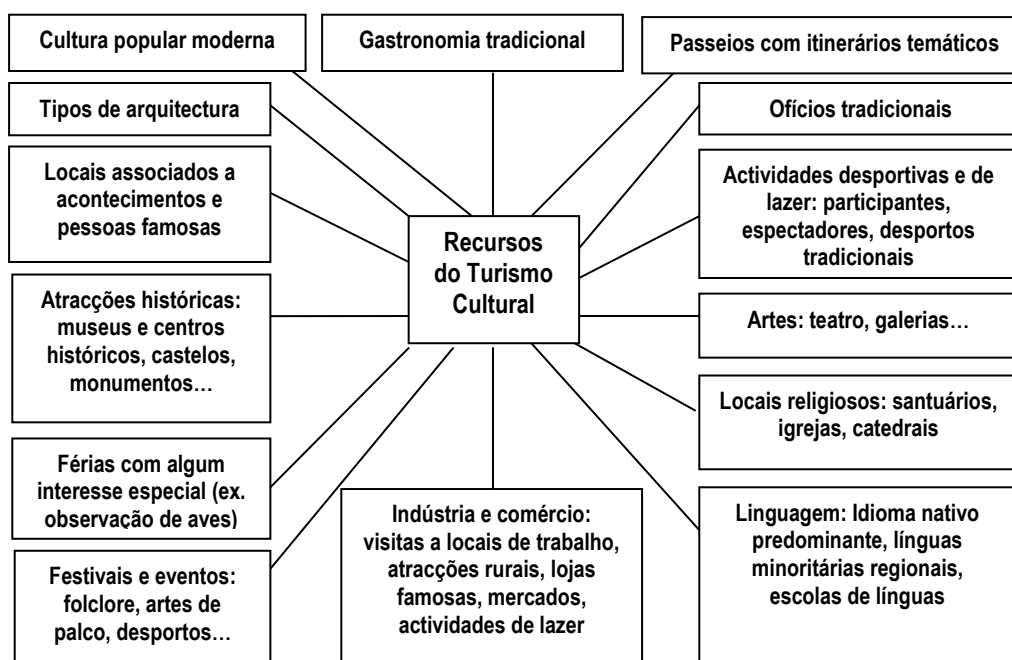 Cultura popular moderna
Gastronomia tradicional
Passeios com itinerários temáticos
Tipos de arquitectura
Ofícios tradicionais
Locais associados a
acontecimentos e
pessoas famosas
Actividades desportivas e de
lazer: participantes,
espectadores, desportos
tradicionais
Recursos
do Turismo
Cultural
Atracções históricas:
museus e centros
históricos, castelos,
monumentos…
Artes: teatro, galerias…
Locais religiosos: santuários,
igrejas, catedrais
Férias com algum
interesse especial (ex.
observação de aves)
Indústria e comércio:
visitas a locais de trabalho,
atracções rurais, lojas
famosas, mercados,
actividades de lazer
Linguagem: Idioma nativo
predominante, línguas
minoritárias regionais,
escolas de línguas
Festivais e eventos:
folclore, artes de
palco, desportos…